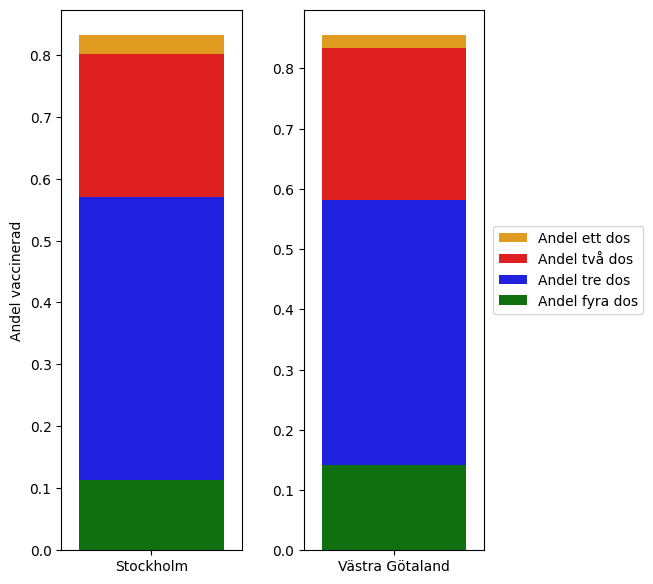 Andel vaccinerad
0.8
0.7
0.6
0.5
0.4
0.3
0.2
0.1
0.0
Stockholm
0.8
0.7
0.6
0.5
0.4
0.3
0.2
0.1
0.0
Västra Götaland
Andel ett dos
Andel två dos
Andel tre dos
Andel fyra dos